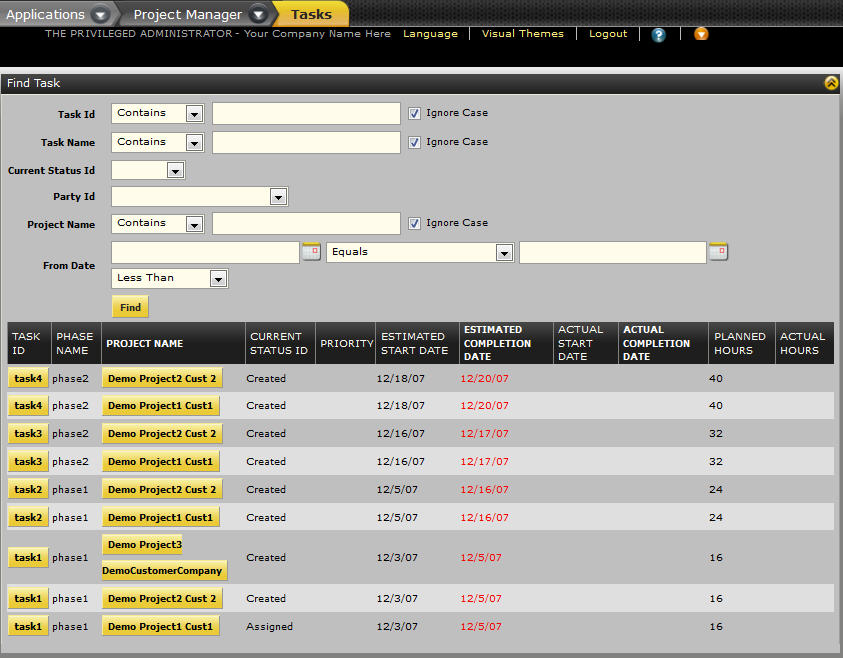 Applications Project Manager Tasks
THE PRIVILEGED ADMINISTRATOR - Your Company Name Here Language Visual Themes Logout ?
Find Task
Task Id Contains Ignore Case
Task Name Contains Ignore Case
Current Status Id
Party Id
Project Name Contains Ignore Case
Equals
From Date
Less Than
Find
TASK ID PHASE NAME PROJECT NAME CURRENT STATUS ID PRIORITY ESTIMATED START DATE ESTIMATED COMPLETION DATE ACTUAL START DATE ACTUAL COMPLETION DATE PLANNED HOURS ACTUAL HOURS
task4 phase2 Demo Project2 Cust 2 Created 12/18/07 12/20/07 40
task4 phase2 Demo Project1 Cust1 Created 12/18/07 12/20/07 40
task3 phase2 Demo Project2 Cust 2 Created 12/16/07 12/17/07 32
task3 phase2 Demo Project1 Cust1 Created 12/16/07 12/17/07 32
task2 phase1 Demo Project2 Cust 2 Created 12/5/07 12/16/07 24
task2 phase1 Demo Project1 Cust1 Created 12/5/07 12/16/07 24
task1 phase1 Demo Project3 DemoCustomerCompany Created 12/3/07 12/5/07 16
task1 phase1 Demo Project2 Cust 2 Created 12/3/07 12/5/07 16
task1 phase1 Demo Project1 Cust1 Assigned 12/3/07 12/5/07 16